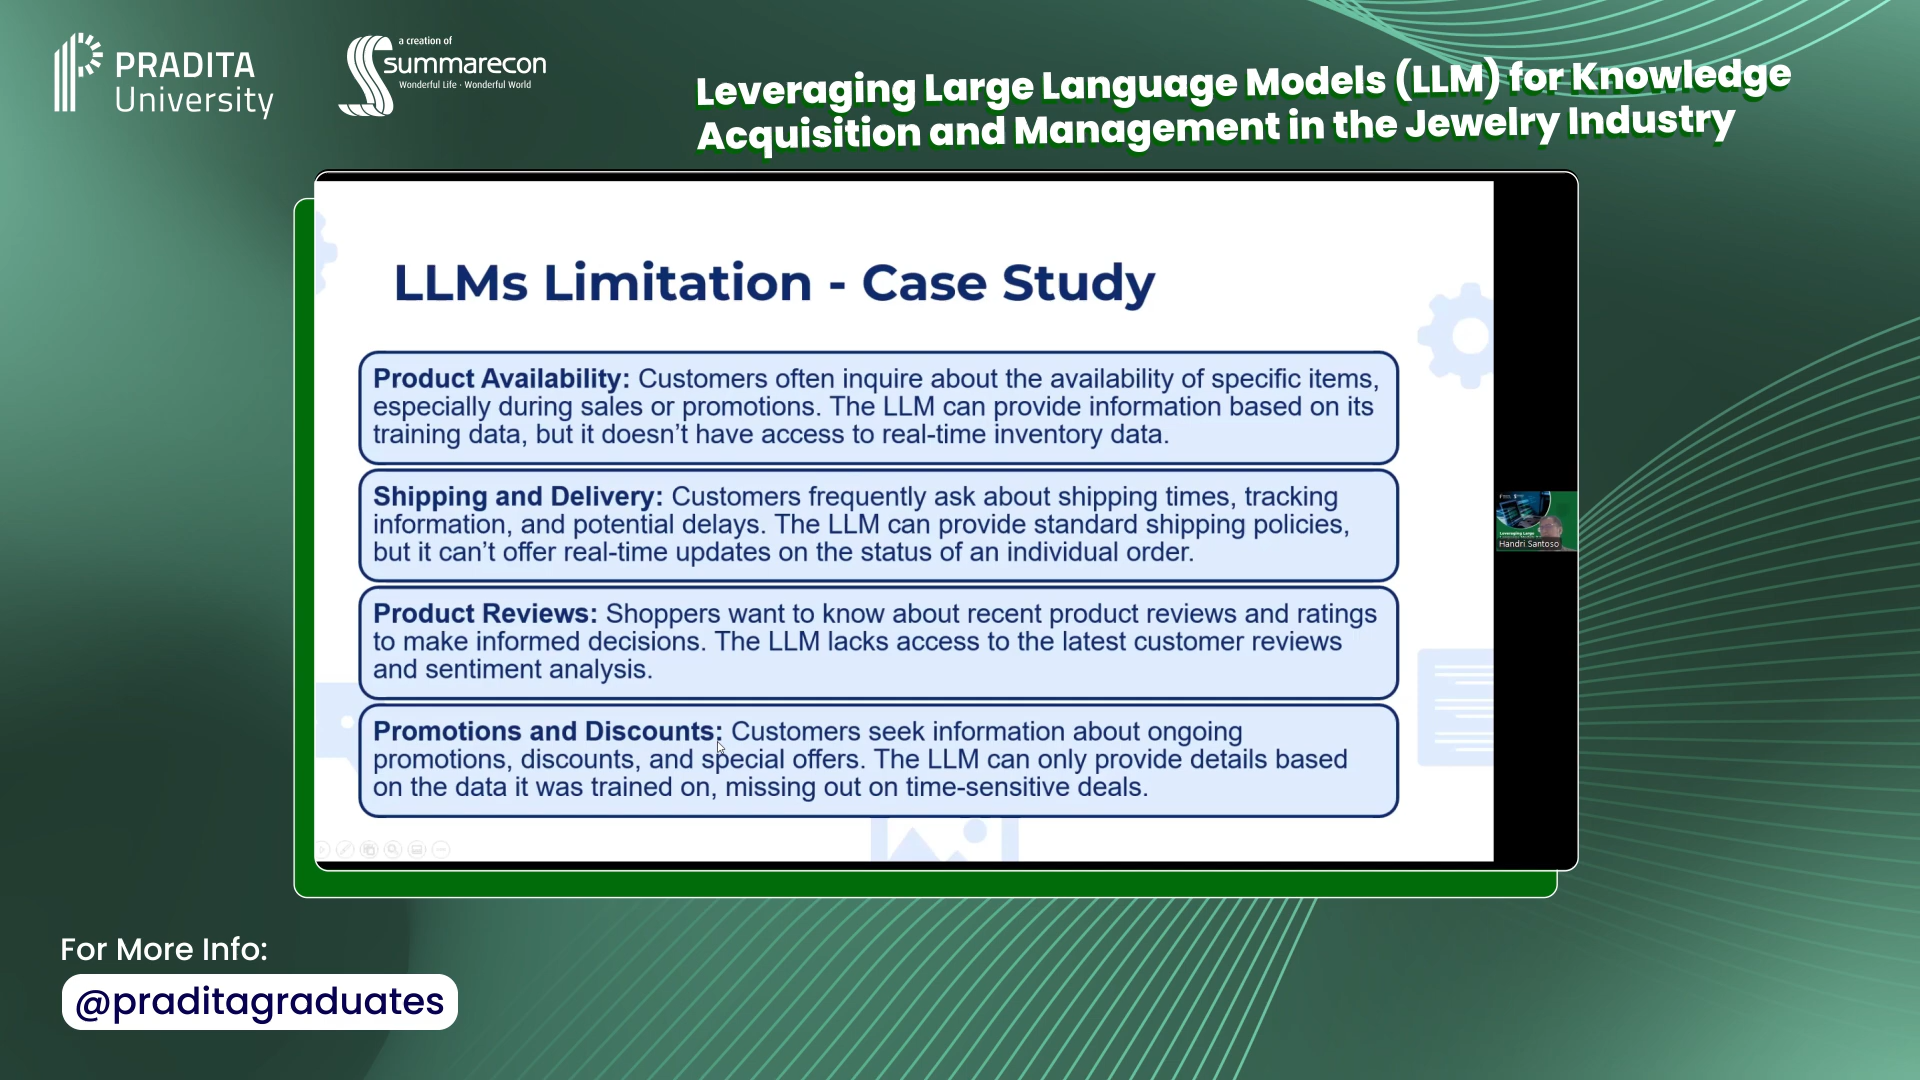 PRADITA
University
a creation of
summarecon
Wonderful Life · Wonderful World
Leveraging Large Language Models (LLM) for Knowledge
Acquisition and Management in the Jewelry Industry
LLMs Limitation - Case Study
Product Availability: Customers often inquire about the availability of specific items,
especially during sales or promotions. The LLM can provide information based on its
training data, but it doesn’t have access to real-time inventory data.
Shipping and Delivery: Customers frequently ask about shipping times, tracking
information, and potential delays. The LLM can provide standard shipping policies,
but it can’t offer real-time updates on the status of an individual order.
Product Reviews: Shoppers want to know about recent product reviews and ratings
to make informed decisions. The LLM lacks access to the latest customer reviews
and sentiment analysis.
Promotions and Discounts: Customers seek information about ongoing
promotions, discounts, and special offers. The LLM can only provide details based
on the data it was trained on, missing out on time-sensitive deals.
Handri Santoso
For More Info:
@praditagraduates